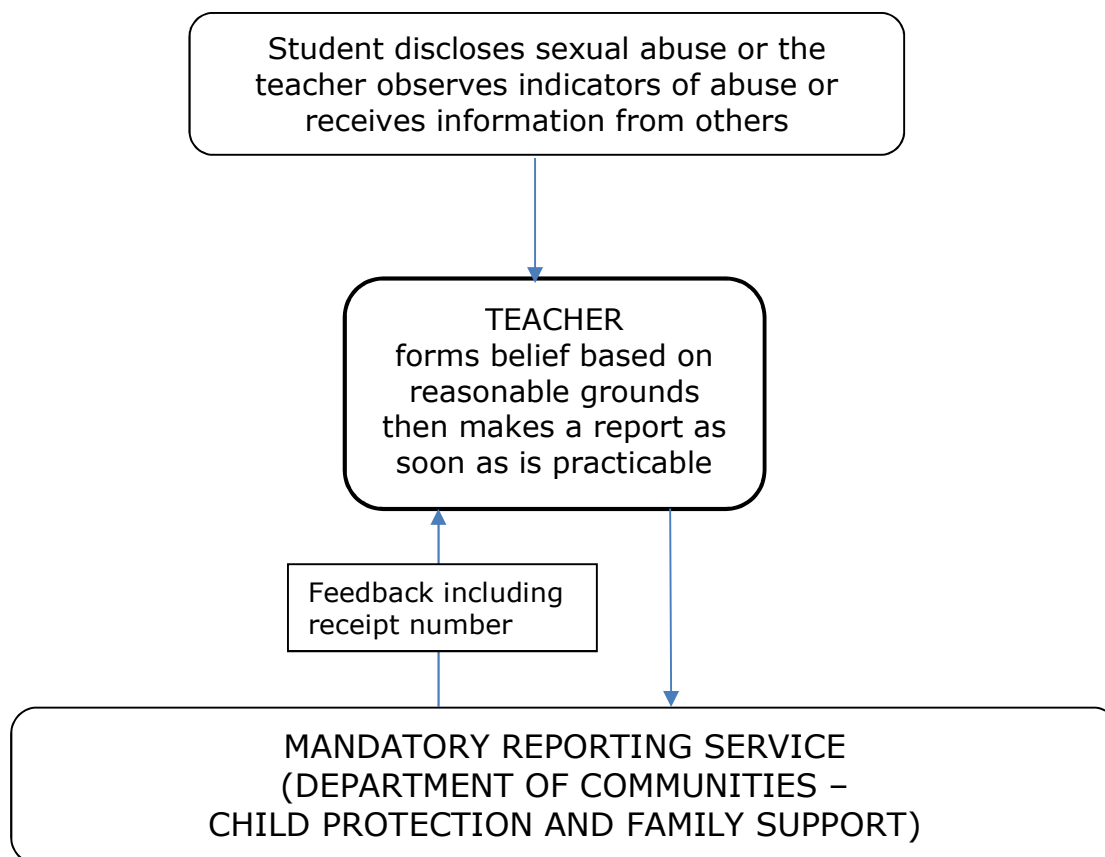 Student discloses sexual abuse or the
teacher observes indicators of abuse or
receives information from others
TEACHER
forms belief based on
reasonable grounds
then makes a report as
soon as is practicable
Feedback including
receipt number
MANDATORY REPORTING SERVICE
(DEPARTMENT OF COMMUNITIES –
CHILD PROTECTION AND FAMILY SUPPORT)